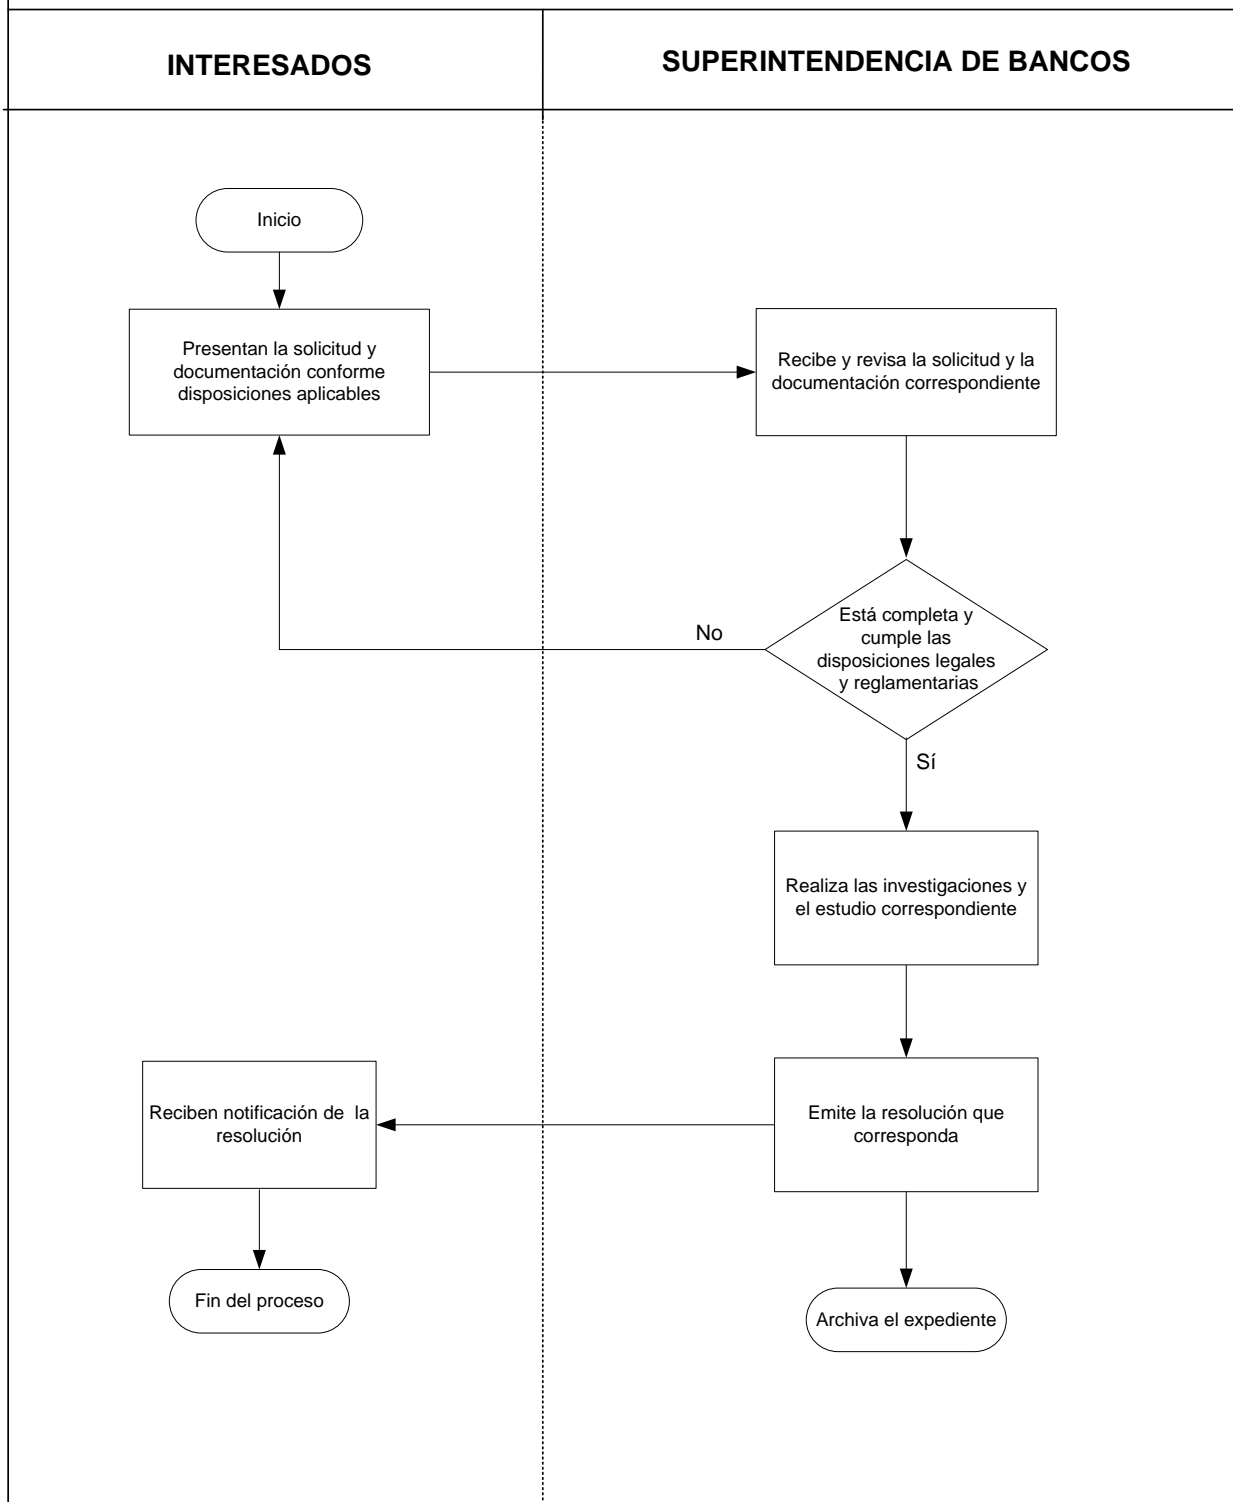 INTERESADOS
SUPERINTENDENCIA DE BANCOS
Inicio
Presentan la solicitud y
documentación conforme
disposiciones aplicables
Recibe y revisa la solicitud y la
documentación correspondiente
Está completa y
cumple las
disposiciones legales
y reglamentarias
No
Sí
Realiza las investigaciones y
el estudio correspondiente
Emite la resolución que
corresponda
Reciben notificación de la
resolución
Fin del proceso
Archiva el expediente